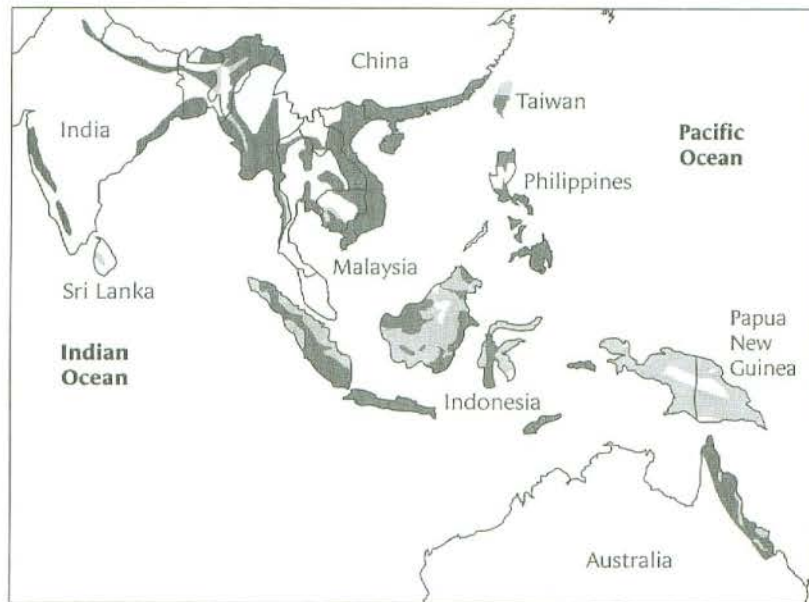 China
Taiwan
India
Pacific
Ocean
Philippines
Malaysia
Sri Lanka
Papua
New
Guinea
Indian
Ocean
Indonesia
Australia